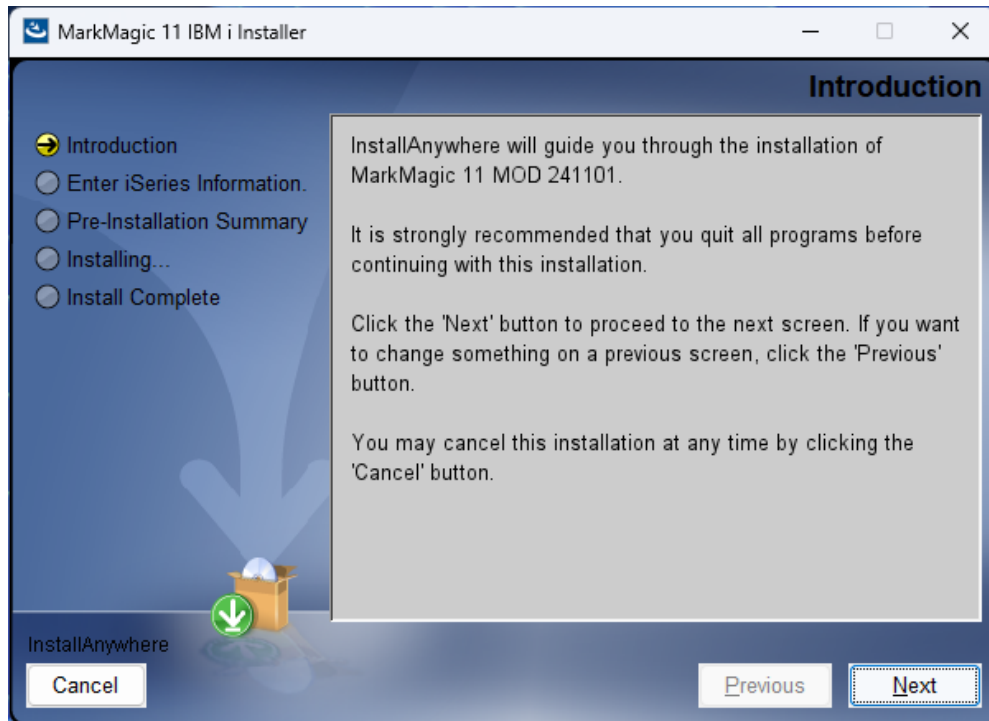 MarkMagic 11 IBM i Installer
Introduction
Introduction
Enter iSeries Information.
Pre-Installation Summary
Installing...
Install Complete
InstallAnywhere will guide you through the installation of
MarkMagic 11 MOD 241101.
It is strongly recommended that you quit all programs before
continuing with this installation.
Click the 'Next' button to proceed to the next screen. If you want
to change something on a previous screen, click the 'Previous'
button.
You may cancel this installation at any time by clicking the
'Cancel' button.
InstallAnywhere
Cancel
Previous
Next